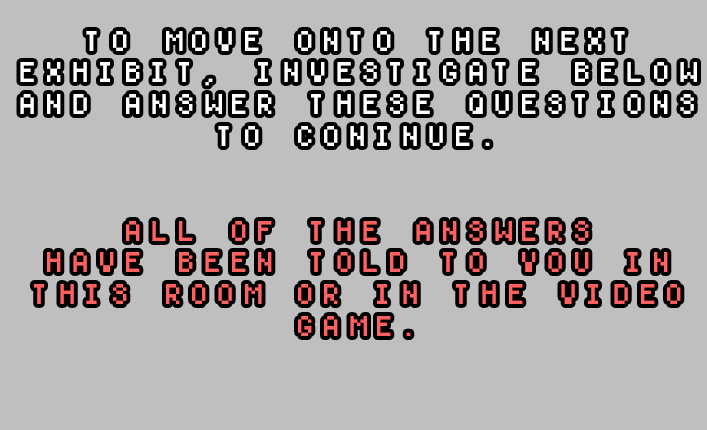 TO MOVE ONTO THE NEXT
EXHIBIT, INVESTIGATE BELOW
AND ANSWER THESE QUESTIONS
TO CONINUE.
ALL OF THE ANSWERS
HAVE BEEN TOLD TO YOU IN
THIS ROOM OR IN THE VIDEO
GAME.